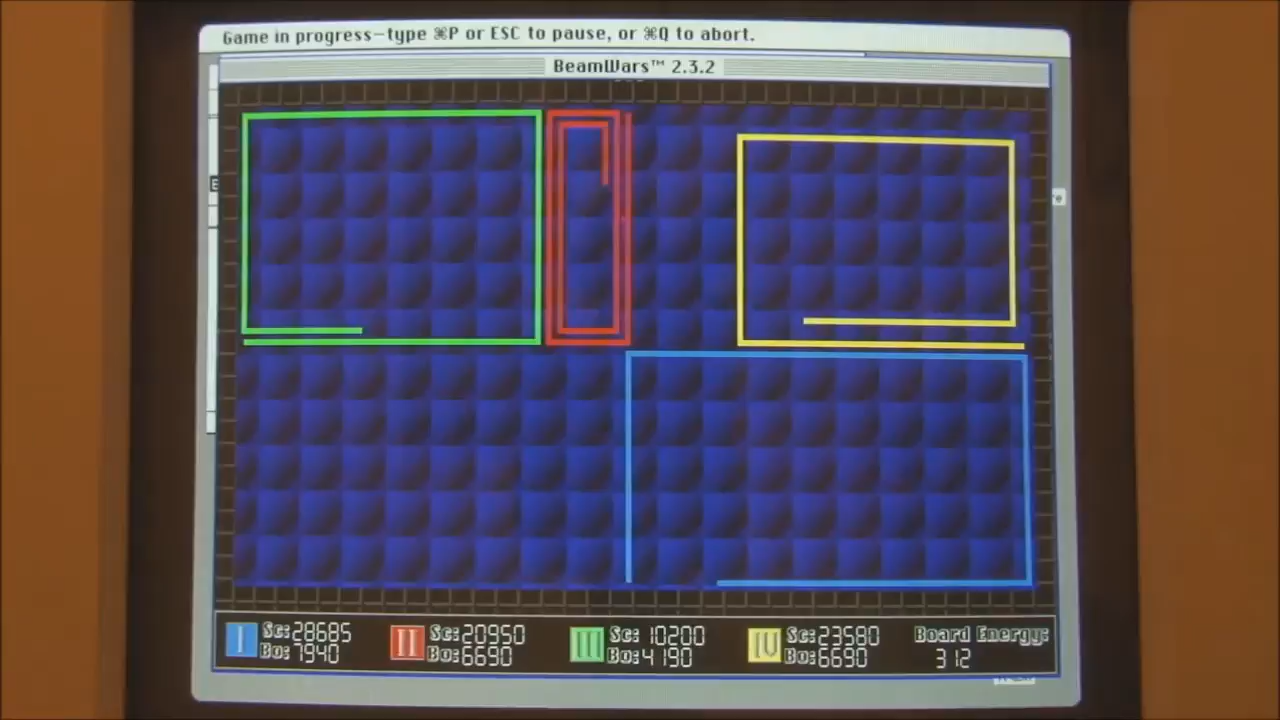 Game in progress—type ⌘P or ESC to pause, or ⌘Q to abort.
BeamWars™ 2.3.2
I Sc:28685 II Sc:20950 III Sc:10200 IV Sc:23580 Board Energy:
Bo:7940 Bo:6690 Bo:4190 Bo:6690 312